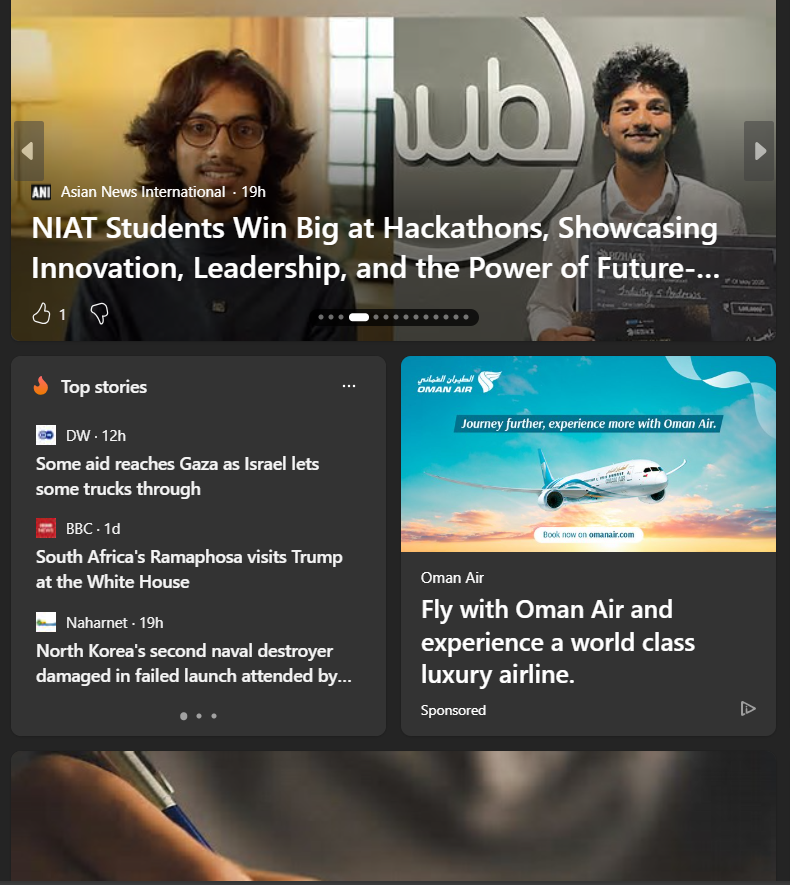 hub
ANI Asian News International · 19h
NIAT Students Win Big at Hackathons, Showcasing
Innovation, Leadership, and the Power of Future-...
1
Industry 5 Andrews
Top stories
...
DW · 12h
Some aid reaches Gaza as Israel lets
some trucks through
BBC · 1d
South Africa's Ramaphosa visits Trump
at the White House
Naharnet · 19h
North Korea's second naval destroyer
damaged in failed launch attended by...
الطيران العماني
OMAN AIR
Journey further, experience more with Oman Air.
Book now on omanair.com
Oman Air
Fly with Oman Air and
experience a world class
luxury airline.
Sponsored